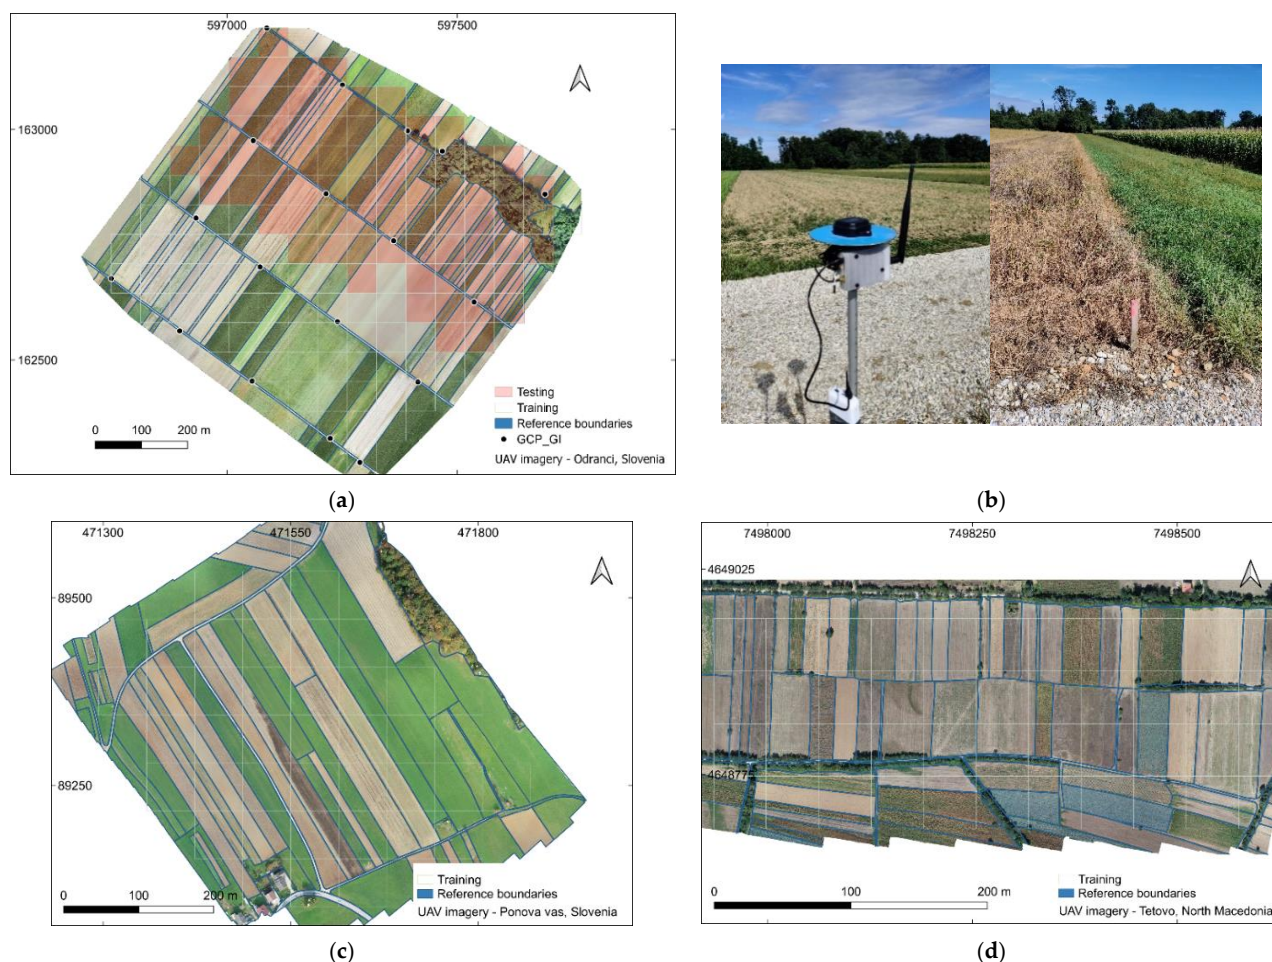 597000 597500
163000
162500
Testing
Training
Reference boundaries
GCP_GI
0 100 200 m
UAV imagery - Odranci, Slovenia
(a)
(b)
471300 471550 471800
89500
89250
Training
Reference boundaries
0 100 200 m
UAV imagery - Ponova vas, Slovenia
(c)
7498000 7498250 7498500
4649025
4648775
Training
Reference boundaries
0 100 200 m
UAV imagery - Tetovo, North Macedonia
(d)